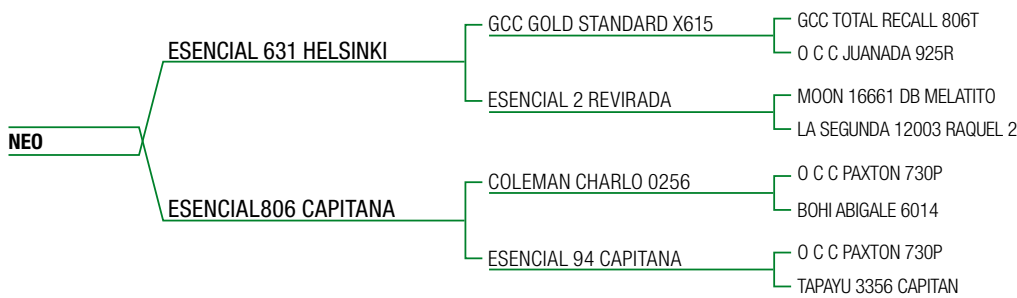 NEO
ESENCIAL 631 HELSINKI
ESENCIAL806 CAPITANA
GCC GOLD STANDARD X615
ESENCIAL 2 REVIRADA
COLEMAN CHARLO 0256
ESENCIAL 94 CAPITANA
GCC TOTAL RECALL 806T
O C C JUANADA 925R
MOON 16661 DB MELATITO
LA SEGUNDA 12003 RAQUEL 2
O C C PAXTON 730P
BOHI ABIGALE 6014
O C C PAXTON 730P
TAPAYU 3356 CAPITAN